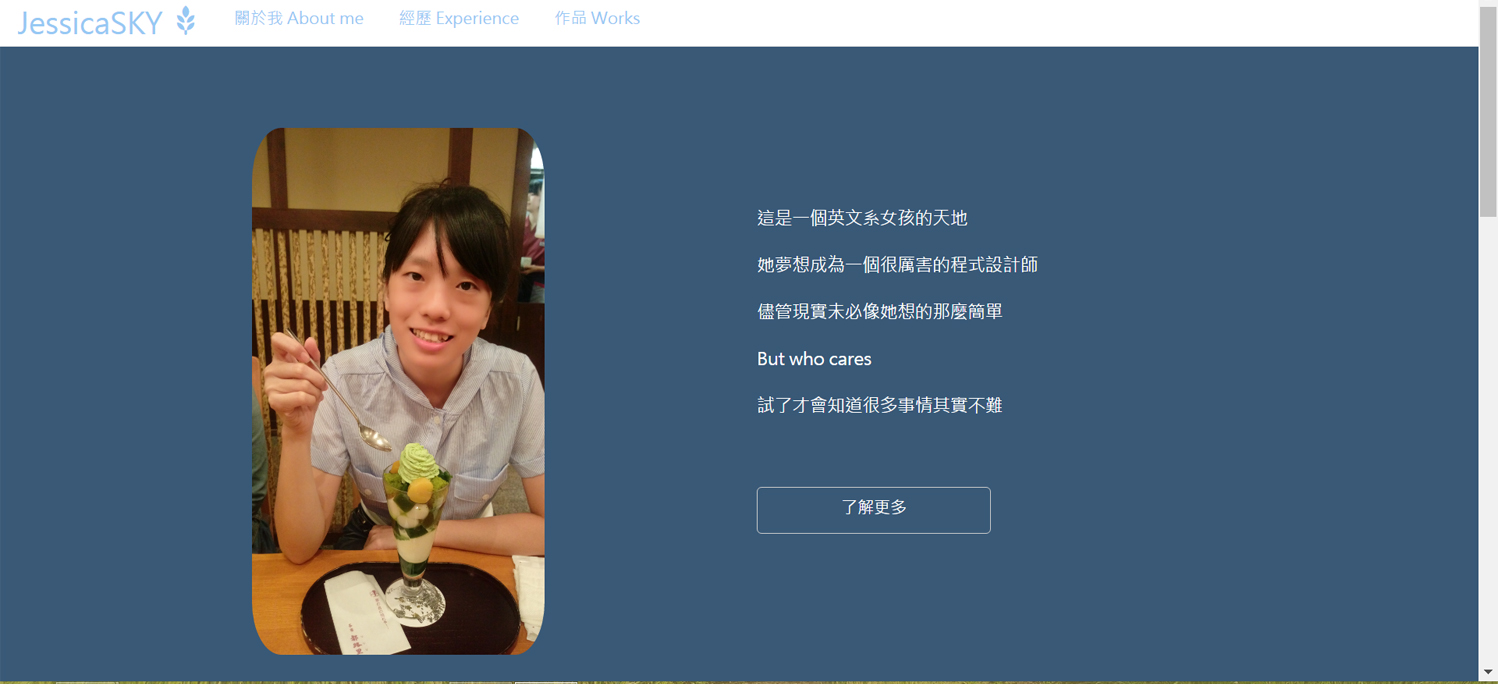 JessicaSKY
關於我 About me
經歷 Experience
作品 Works
這是一個英文系女孩的天地
她夢想成為一個很厲害的程式設計師
儘管現實未必像她想的那麼簡單
But who cares
試了才會知道很多事情其實不難
了解更多